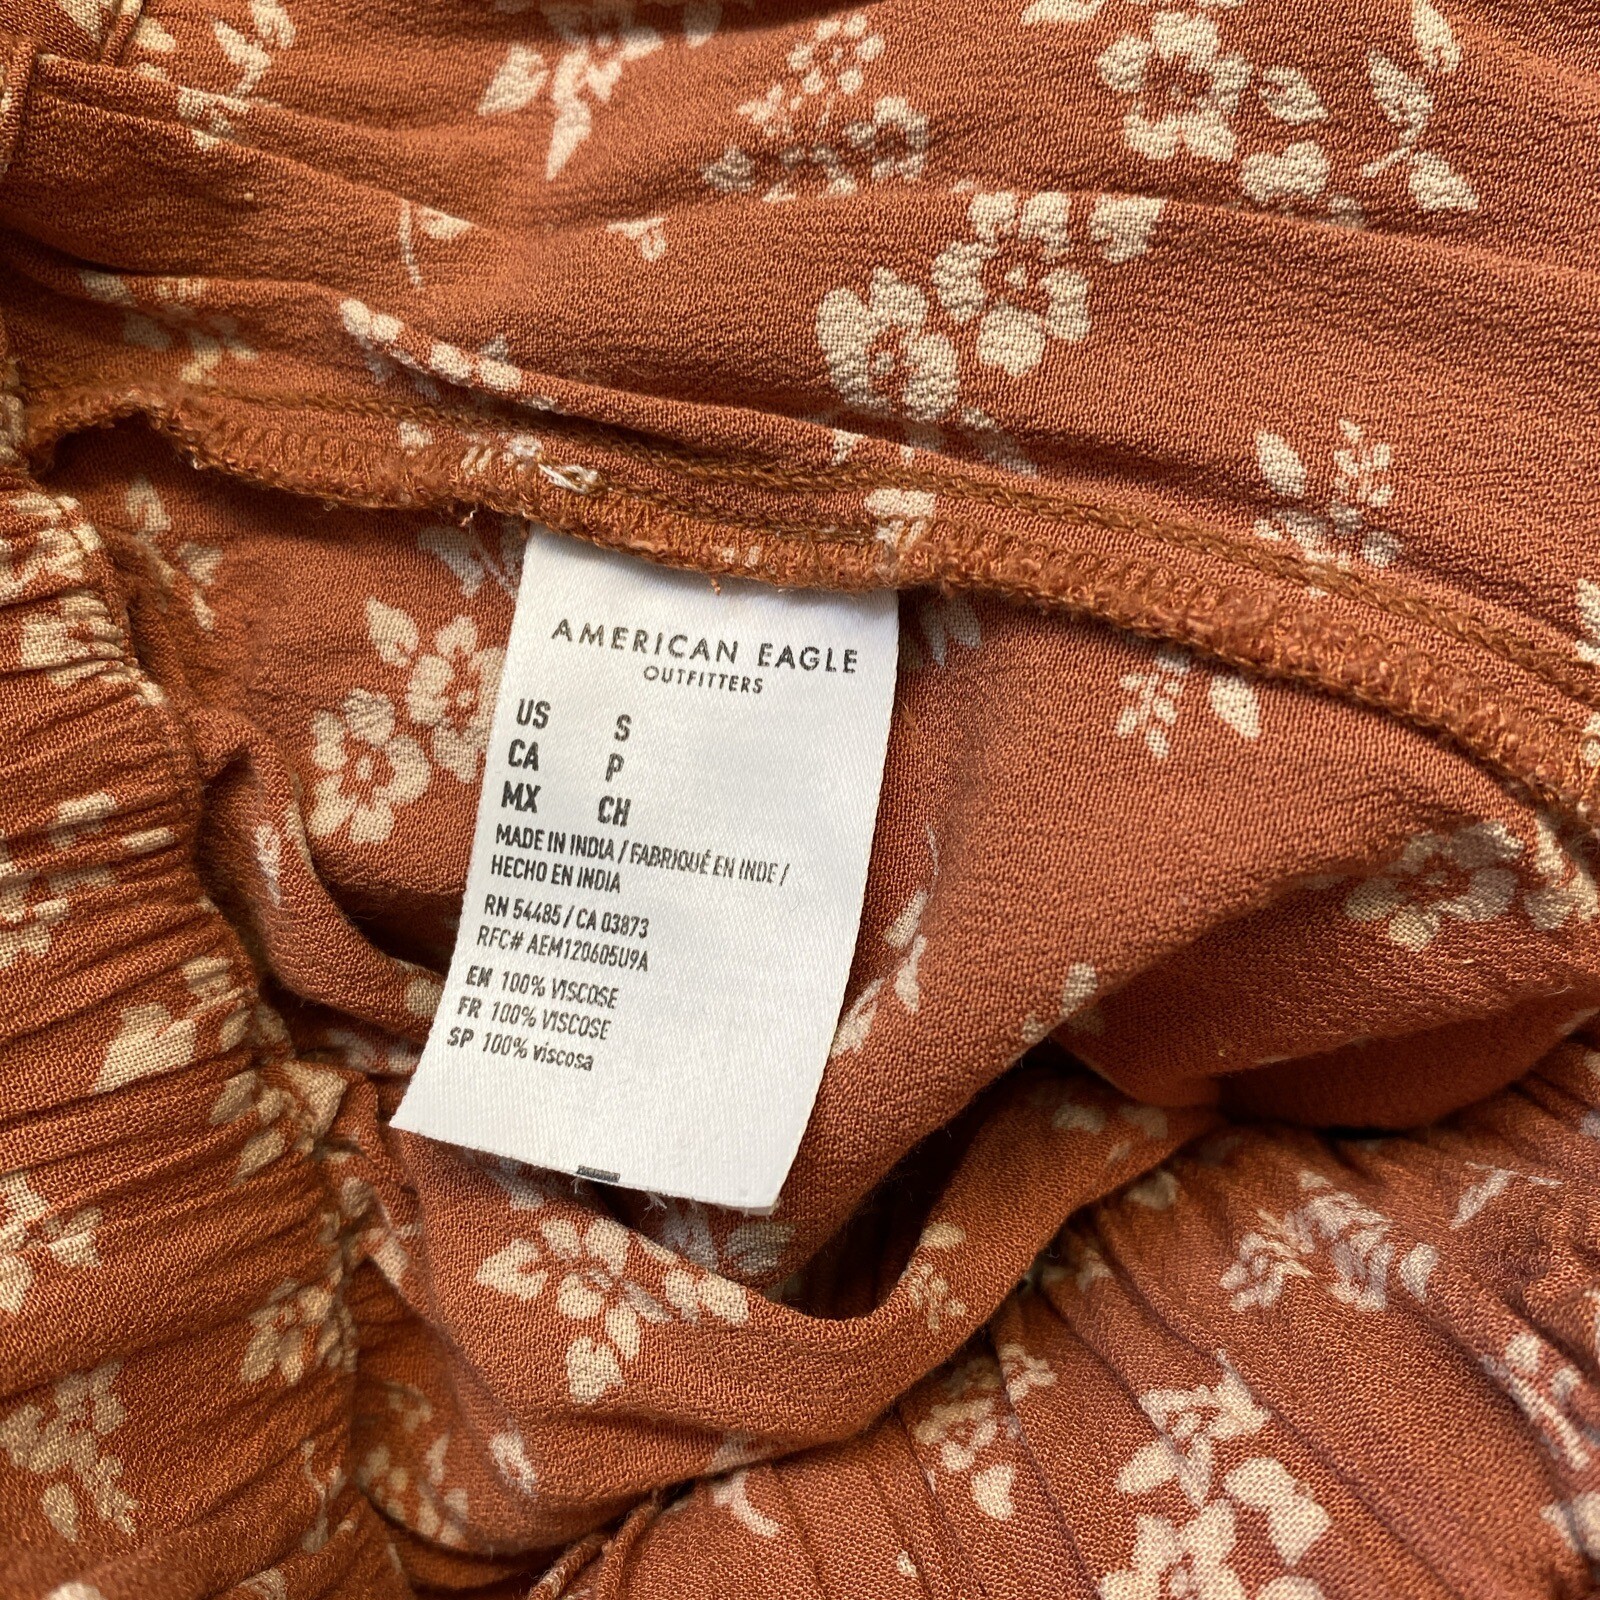 AMERICAN EAGLE
OUTFITTERS
US S
CA P
MX CH
MADE IN INDIA / FABRIQUÉ EN INDE /
HECHO EN INDIA
RN 54485 / CA 03873
RFC# AEM120605U9A
EN 100% VISCOSE
FR 100% VISCOSE
SP 100% viscosa